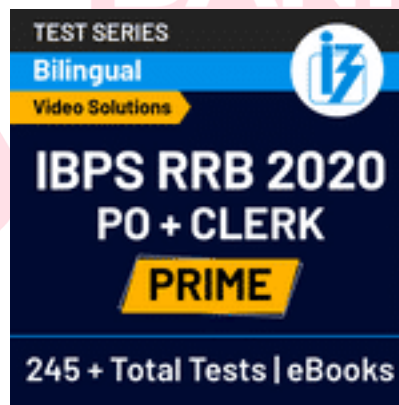 TEST SERIES
Bilingual
Video Solutions
IBPS RRB 2020
PO + CLERK
PRIME
245 + Total Tests | eBooks